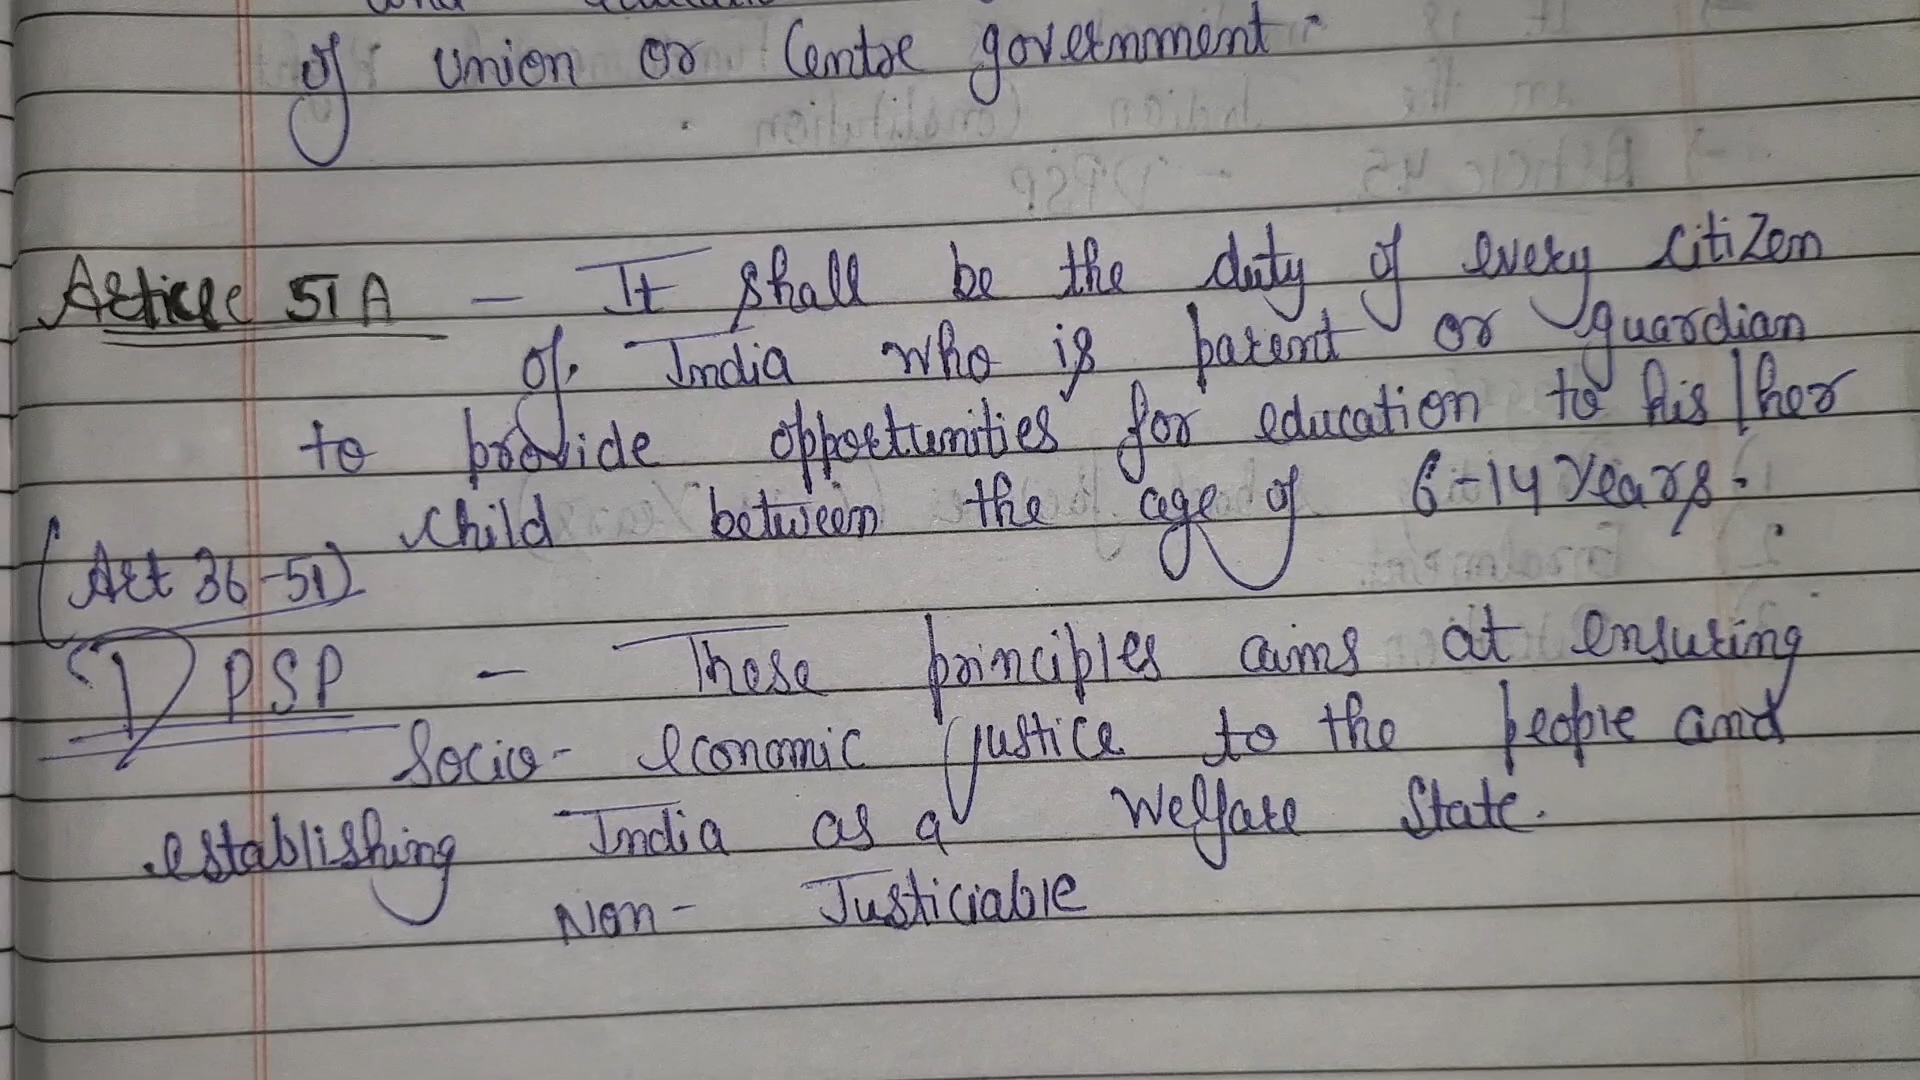 of union or Centre government.
Article 51A - It shall be the duty of every citizen
of India who is parent or guardian
to provide opportunities for education to his/her
child between the age of 6-14 Years.
(Art 36-51)
DPSP - These principles aims at ensuring
Socio-economic justice to the people and
establishing India as a Welfare State.
Non-Justiciable